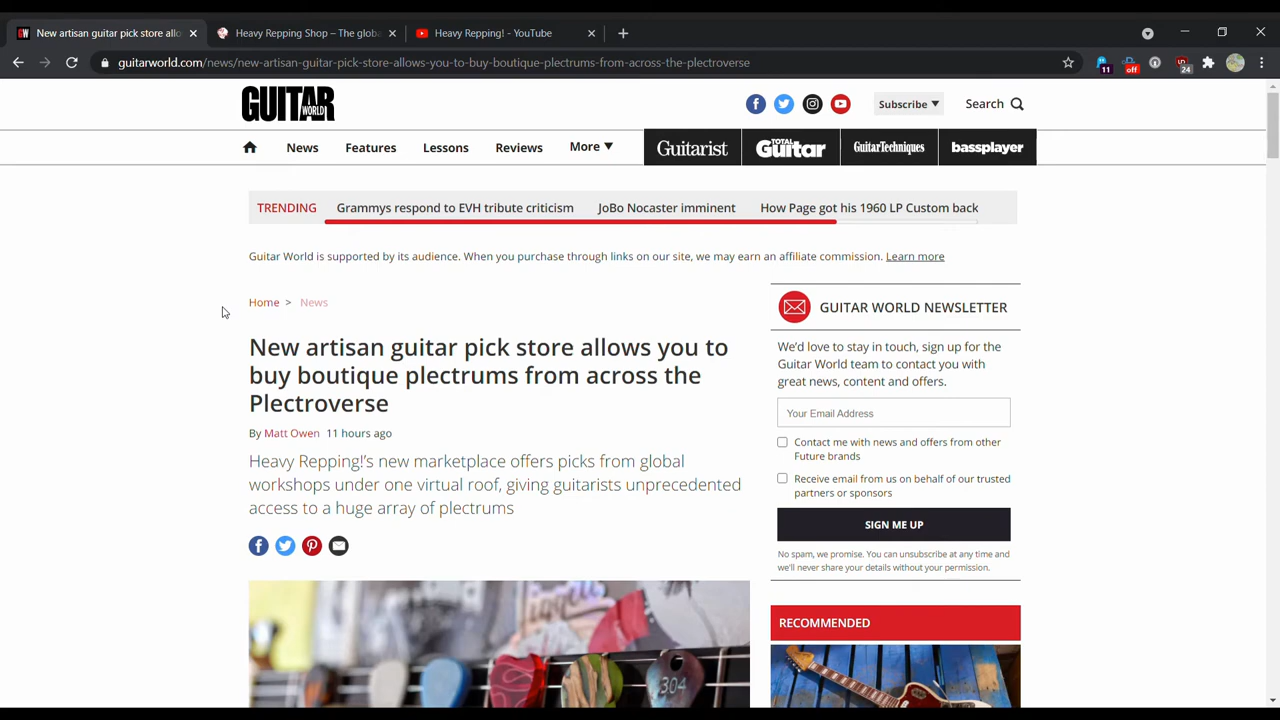 New artisan guitar pick store allo
Heavy Repping Shop – The globa
Heavy Repping! - YouTube
guitarworld.com/news/new-artisan-guitar-pick-store-allows-you-to-buy-boutique-plectrums-from-across-the-plectroverse
11
off
24
GUITAR WORLD
Subscribe
Search
News
Features
Lessons
Reviews
More
Guitarist
TOTAL Guitar
GuitarTechniques
bassplayer
TRENDING
Grammys respond to EVH tribute criticism
JoBo Nocaster imminent
How Page got his 1960 LP Custom back
Guitar World is supported by its audience. When you purchase through links on our site, we may earn an affiliate commission. Learn more
Home > News
New artisan guitar pick store allows you to
buy boutique plectrums from across the
Plectroverse
By Matt Owen 11 hours ago
Heavy Repping!’s new marketplace offers picks from global
workshops under one virtual roof, giving guitarists unprecedented
access to a huge array of plectrums
304
GUITAR WORLD NEWSLETTER
We’d love to stay in touch, sign up for the
Guitar World team to contact you with
great news, content and offers.
Your Email Address
Contact me with news and offers from other
Future brands
Receive email from us on behalf of our trusted
partners or sponsors
SIGN ME UP
No spam, we promise. You can unsubscribe at any time and
we'll never share your details without your permission.
RECOMMENDED